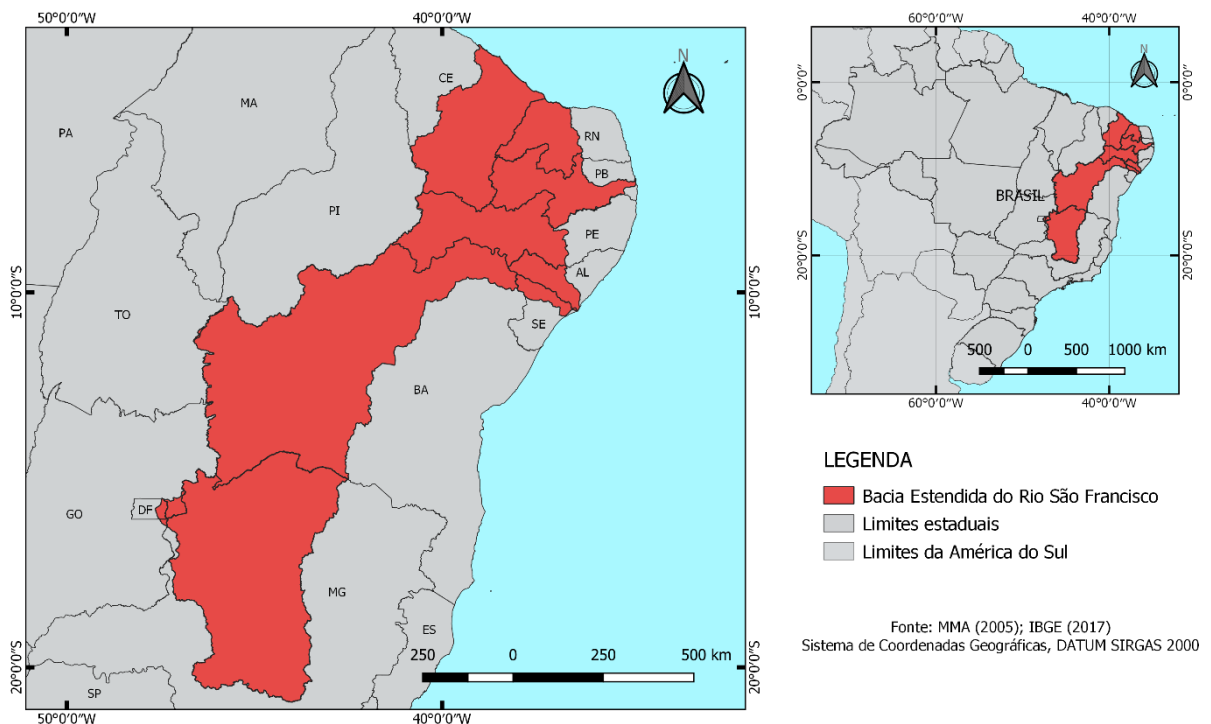 50°0'0"W
40°0'0"W
N
CE
MA
PA
RN
PB
PI
PE
AL
10°0'0"S
10°0'0"S
TO
SE
BA
DF
GO
MG
ES
SP
250 0 250 500 km
20°0'0"S
20°0'0"S
50°0'0"W
40°0'0"W
60°0'0"W
40°0'0"W
N
0°0'0"
0°0'0"
BRASIL
20°0'0"S
20°0'0"S
500 0 500 1000 km
60°0'0"W
40°0'0"W
LEGENDA
Bacia Estendida do Rio São Francisco
Limites estaduais
Limites da América do Sul
Fonte: MMA (2005); IBGE (2017)
Sistema de Coordenadas Geográficas, DATUM SIRGAS 2000